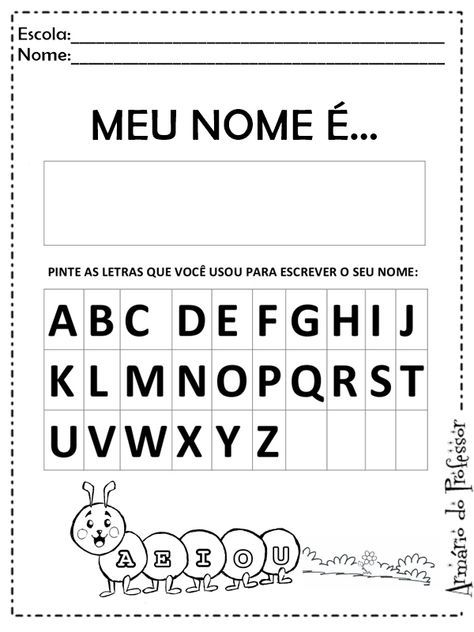 Escola:
Nome:
MEU NOME É...
PINTE AS LETRAS QUE VOCÊ USOU PARA ESCREVER O SEU NOME:
A B C D E F G H I J
K L M N O P Q R S T
U V W X Y Z
A E I O U
Armário do Professor